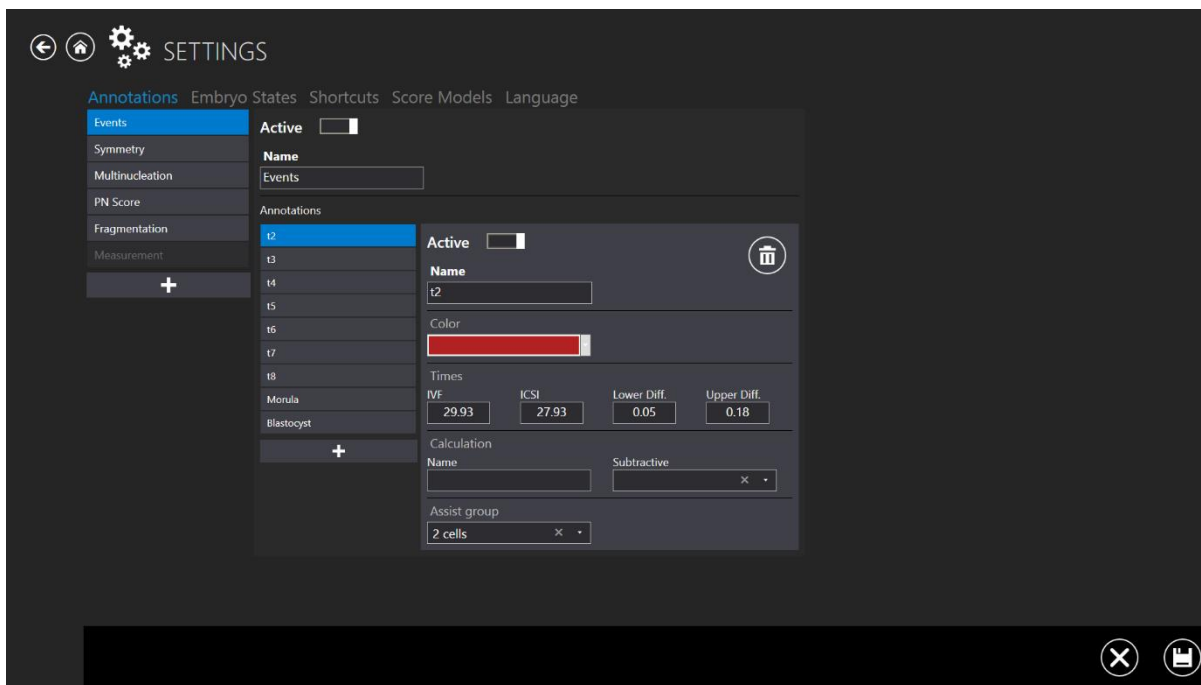 SETTINGS
Annotations Embryo States Shortcuts Score Models Language
Events
Symmetry
Multinucleation
PN Score
Fragmentation
Measurement
Active
Name
Events
Annotations
t2
t3
t4
t5
t6
t7
t8
Morula
Blastocyst
Active
Name
t2
Color
Times
IVF ICSI Lower Diff. Upper Diff.
29.93 27.93 0.05 0.18
Calculation
Name Subtractive
Assist group
2 cells